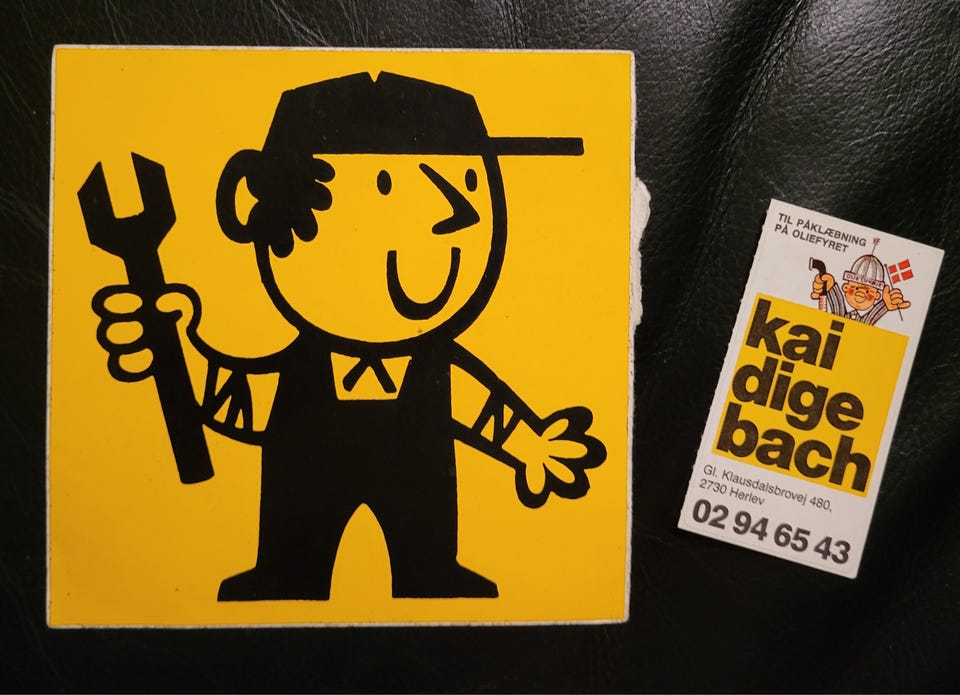 TIL PÅKLÆBNING
PÅ OLIEFYRET
kai
dige
bach
Gl. Klausdalsbrovej 480,
2730 Herlev
02 94 65 43